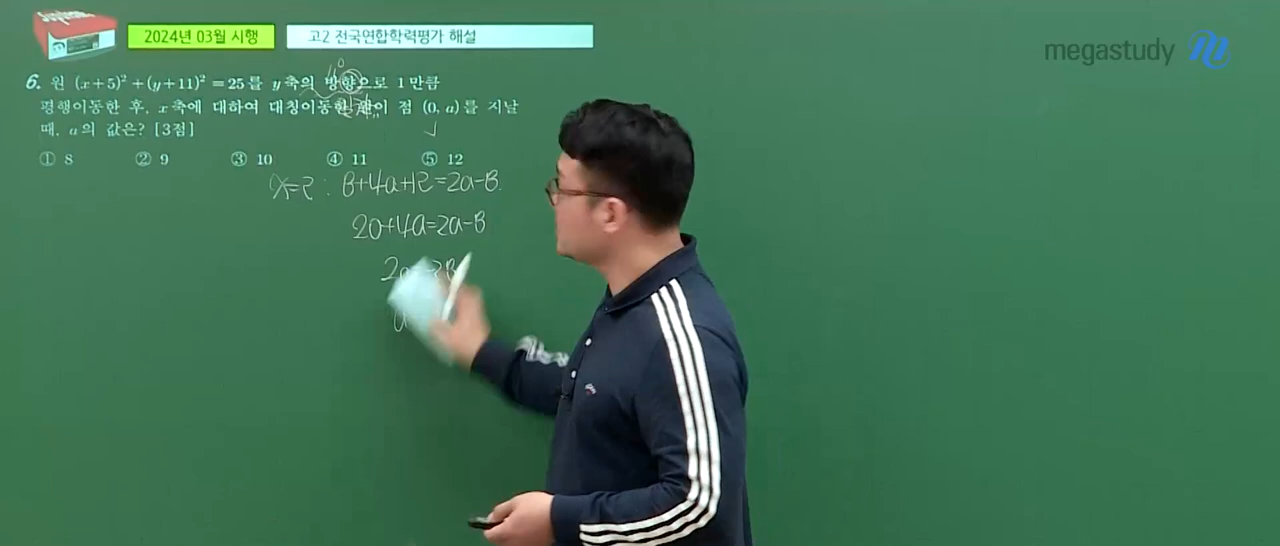 2024년 03월 시행
고2 전국연합학력평가 해설
megastudy
6. 원 (x+5)²+(y+11)²=25를 y축의 방향으로 1만큼
평행이동한 후, x축에 대하여 대칭이동한 원이 점 (0, a)를 지날
때, a의 값은? [3점]
① 8 ② 9 ③ 10 ④ 11 ⑤ 12
x=2 : 8+4a+12=2a-8
20+4a=2a-8